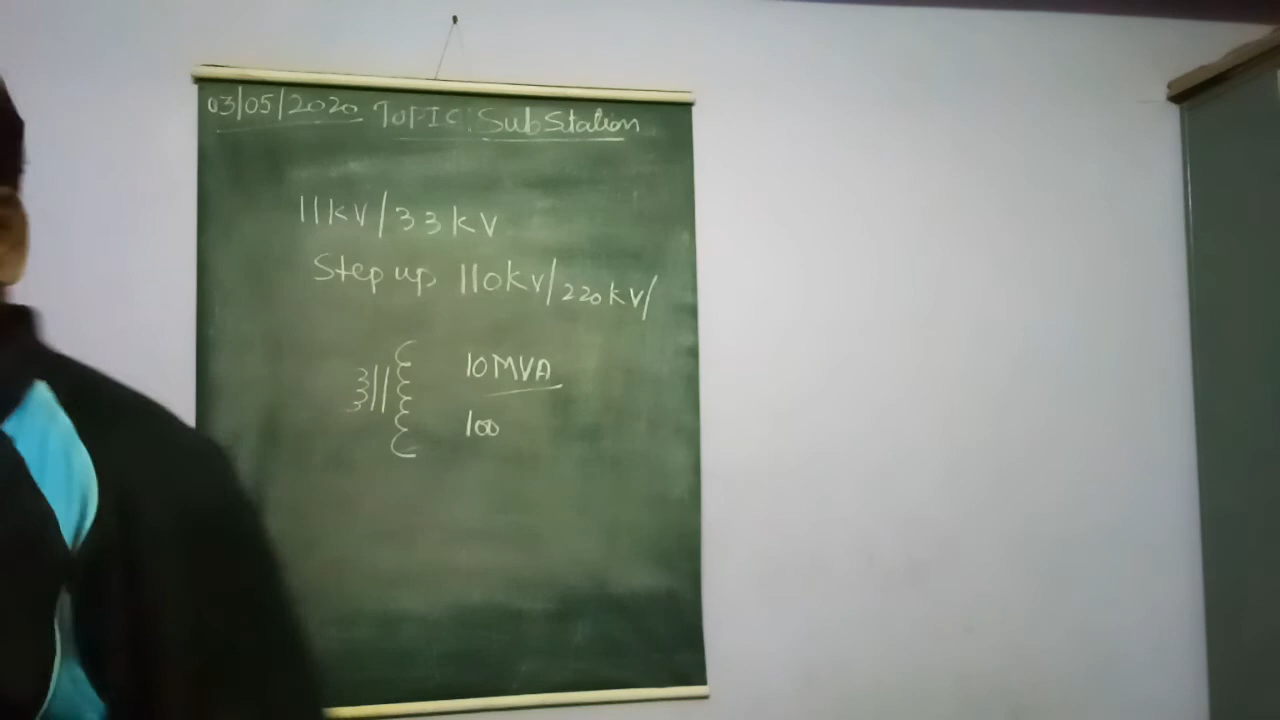 03/05/2020 TOPIC: SubStation
11kV/33kV
Step up 110kV/220kV/
10MVA
100